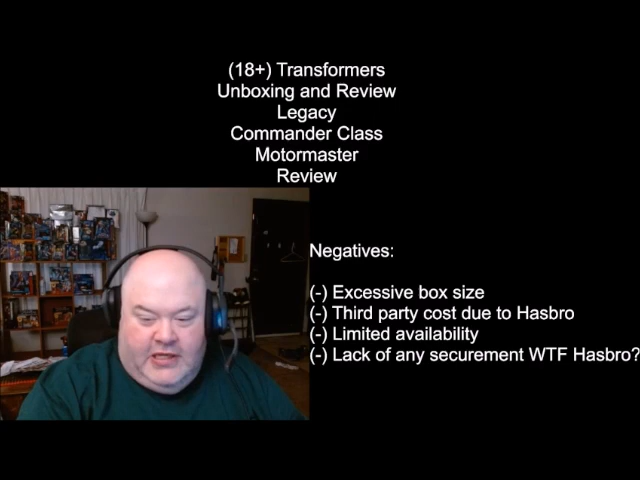 (18+) Transformers
Unboxing and Review
Legacy
Commander Class
Motormaster
Review
Negatives:
(-) Excessive box size
(-) Third party cost due to Hasbro
(-) Limited availability
(-) Lack of any securement WTF Hasbro?